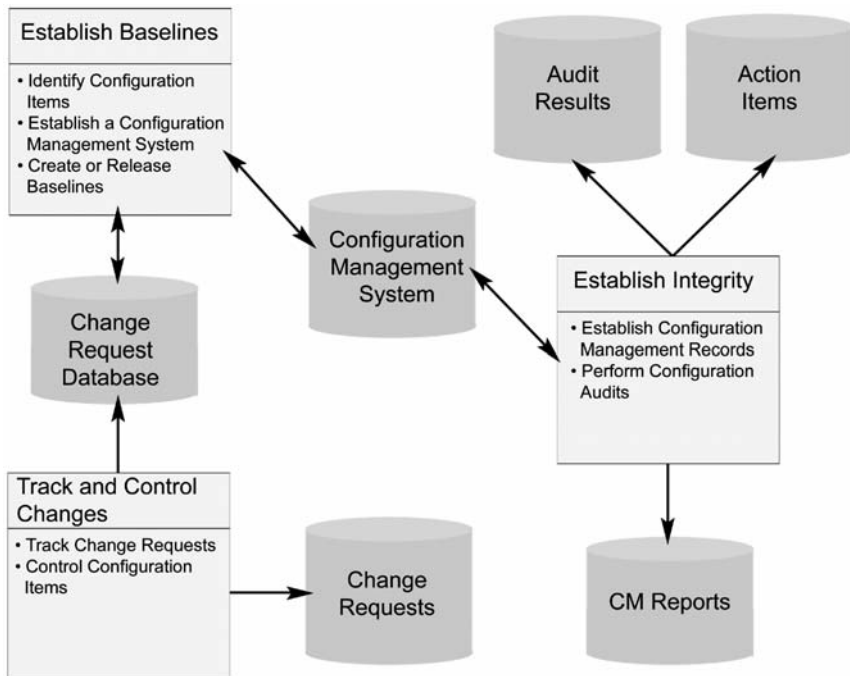 Establish Baselines
• Identify Configuration
Items
• Establish a Configuration
Management System
• Create or Release
Baselines
Audit
Results
Action
Items
Configuration
Management
System
Establish Integrity
• Establish Configuration
Management Records
• Perform Configuration
Audits
Change
Request
Database
Track and Control
Changes
• Track Change Requests
• Control Configuration
Items
Change
Requests
CM Reports